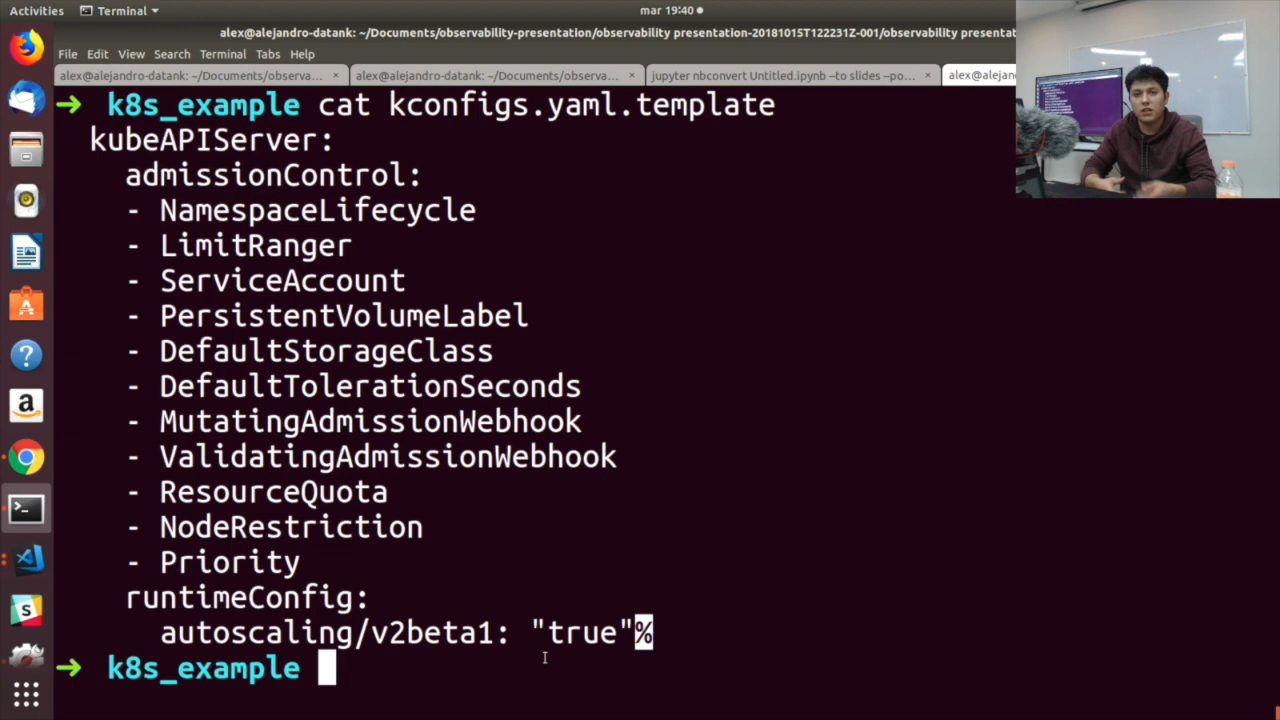 Activities
Terminal
mar 19:40
alex@alejandro-datank: ~/Documents/observability-presentation/observability presentation-20181015T122231Z-001/observability presentat
File Edit View Search Terminal Tabs Help
alex@alejandro-datank: ~/Documents/observa... × alex@alejandro-datank: ~/Documents/observa... × jupyter nbconvert Untitled.ipynb --to slides --po... × alex@alejan
➜ k8s_example cat kconfigs.yaml.template
kubeAPIServer:
admissionControl:
- NamespaceLifecycle
- LimitRanger
- ServiceAccount
- PersistentVolumeLabel
- DefaultStorageClass
- DefaultTolerationSeconds
- MutatingAdmissionWebhook
- ValidatingAdmissionWebhook
- ResourceQuota
- NodeRestriction
- Priority
runtimeConfig:
autoscaling/v2beta1: "true"%
➜ k8s_example